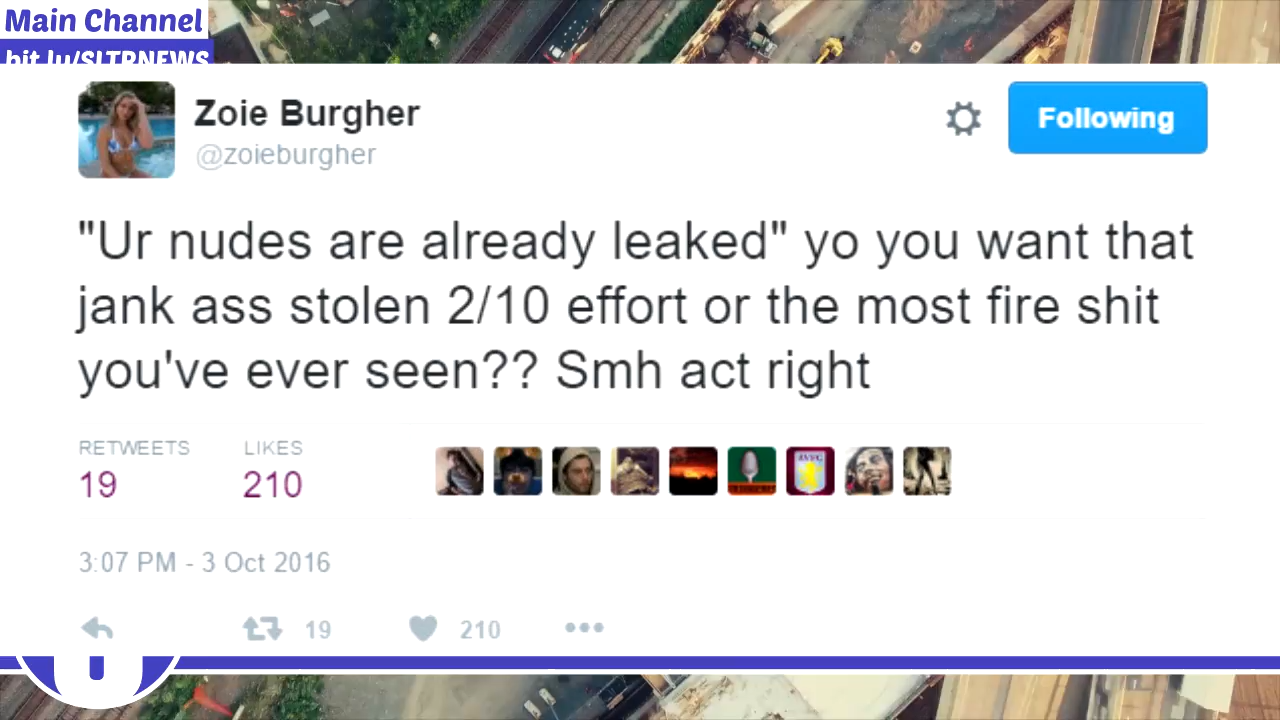 Main Channel
bit.ly/SLTRNEWS
Zoie Burgher
@zoieburgher
Following
"Ur nudes are already leaked" yo you want that
jank ass stolen 2/10 effort or the most fire shit
you've ever seen?? Smh act right
RETWEETS LIKES
19 210
3:07 PM - 3 Oct 2016
19 210